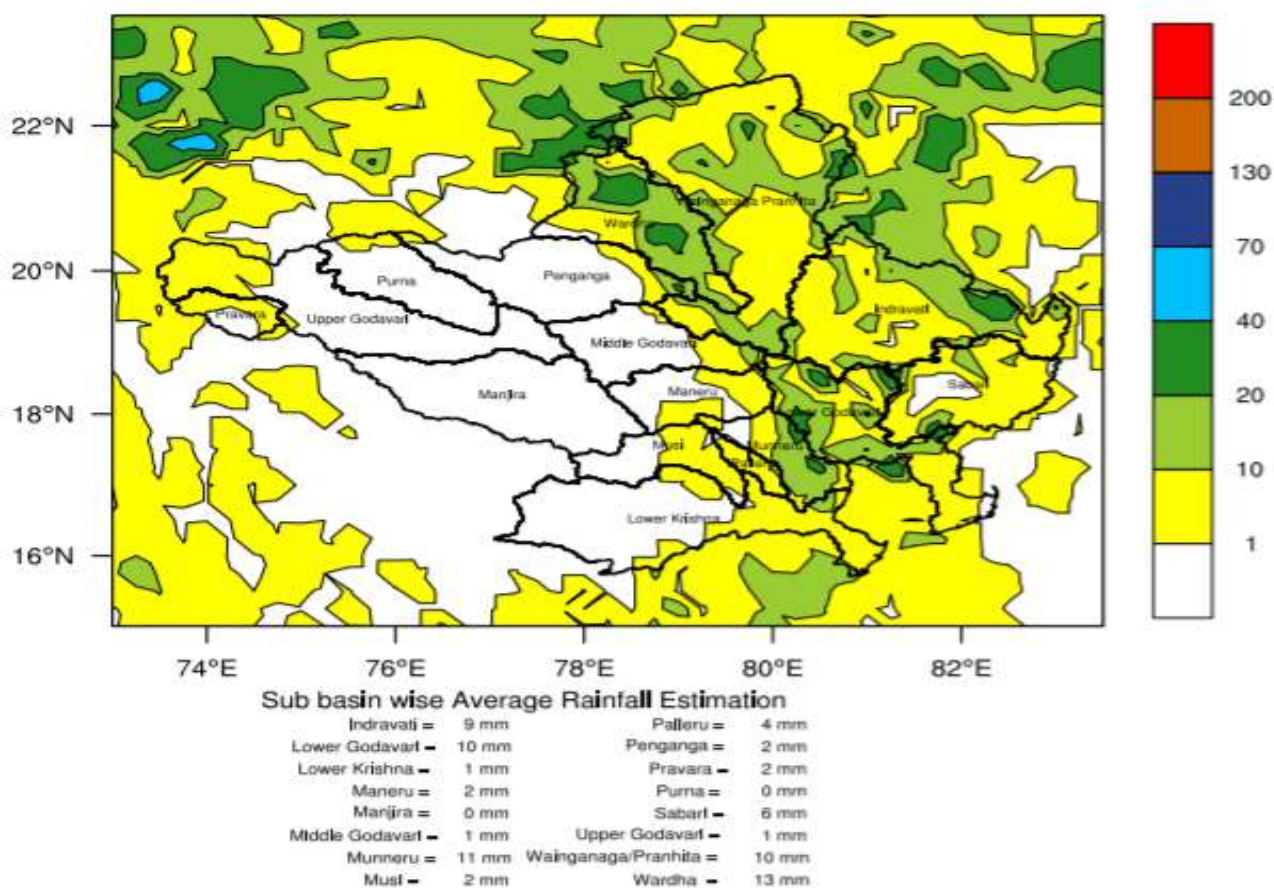 22°N
20°N
18°N
16°N
74°E 76°E 78°E 80°E 82°E
200
130
70
40
20
10
1
Wainganaga Pranhita
Wardha
Penganga
Purna
Pravara
Upper Godavari
Indravati
Middle Godavari
Manjira
Maneru
Sabari
Lower Godavari
Musi
Munneru
Lower Krishna
Sub basin wise Average Rainfall Estimation
Indravati = 9 mm Palleru = 4 mm
Lower Godavari = 10 mm Penganga = 2 mm
Lower Krishna = 1 mm Pravara = 2 mm
Maneru = 2 mm Purna = 0 mm
Manjira = 0 mm Sabari = 6 mm
Middle Godavari = 1 mm Upper Godavari = 1 mm
Munneru = 11 mm Wainganaga/Pranhita = 10 mm
Musi = 2 mm Wardha = 13 mm